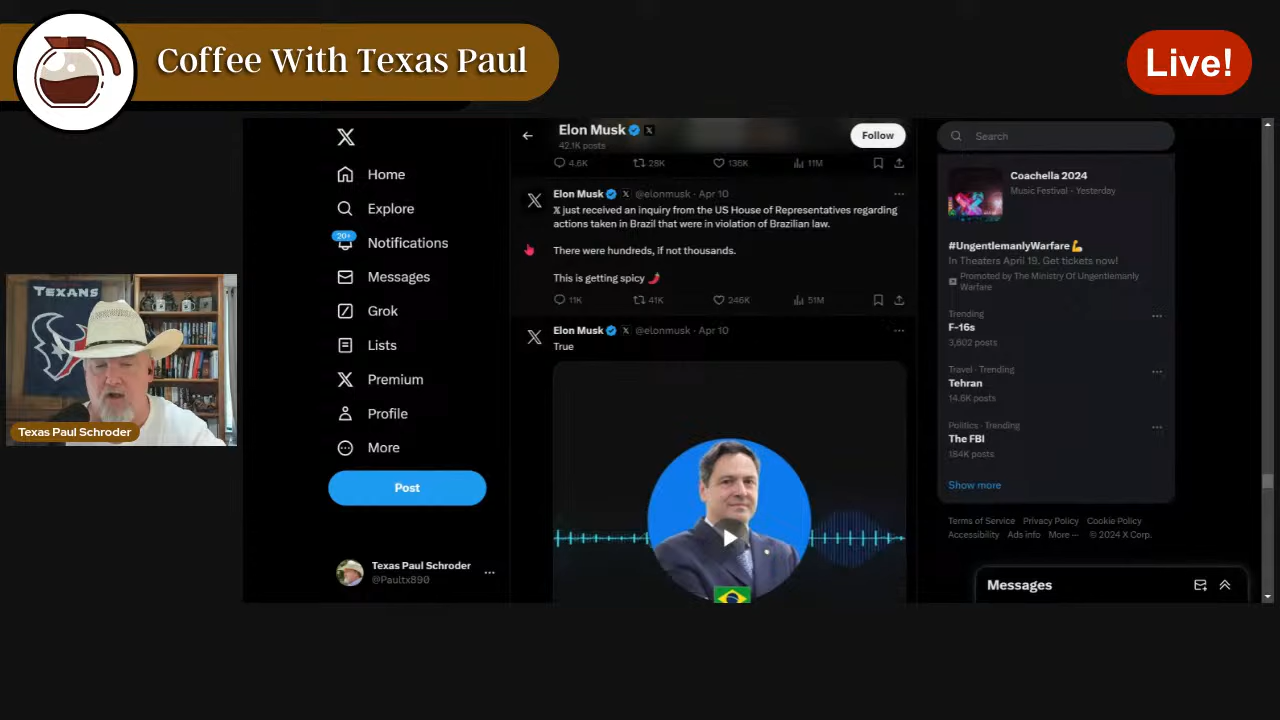 Coffee With Texas Paul
Live!
TEXANS
Texas Paul Schroder
Home
Explore
20+
Notifications
Messages
Grok
Lists
Premium
Profile
More
Post
Texas Paul Schroder
@Paultx890
Elon Musk
42.1K posts
Follow
4.6K 28K 136K 11M
Elon Musk @elonmusk · Apr 10
𝕏 just received an inquiry from the US House of Representatives regarding
actions taken in Brazil that were in violation of Brazilian law.
There were hundreds, if not thousands.
This is getting spicy 🌶️
11K 41K 246K 51M
Elon Musk @elonmusk · Apr 10
True
Search
Coachella 2024
Music Festival · Yesterday
#UngentlemanlyWarfare💪
In Theaters April 19. Get tickets now!
Promoted by The Ministry Of Ungentlemanly
Warfare
Trending
F-16s
3,602 posts
Travel · Trending
Tehran
14.6K posts
Politics · Trending
The FBI
184K posts
Show more
Terms of Service Privacy Policy Cookie Policy
Accessibility Ads info More ··· © 2024 X Corp.
Messages